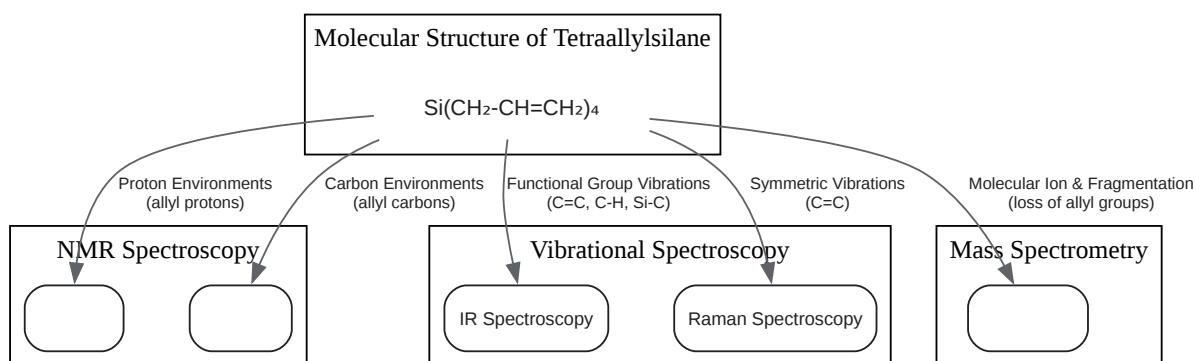 Molecular Structure of Tetraallylsilane
Si(CH₂-CH=CH₂)₄
Proton Environments
(allyl protons)
Carbon Environments
(allyl carbons)
Functional Group Vibrations
(C=C, C-H, Si-C)
Symmetric Vibrations
(C=C)
Molecular Ion & Fragmentation
(loss of allyl groups)
NMR Spectroscopy
Vibrational Spectroscopy
Mass Spectrometry
IR Spectroscopy
Raman Spectroscopy